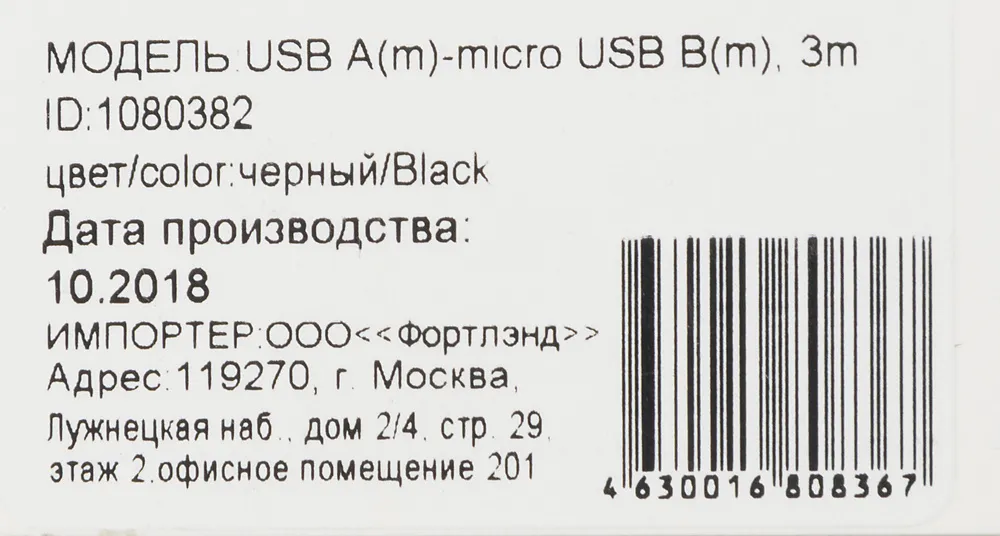 МОДЕЛЬ:USB A(m)-micro USB B(m), 3m
ID:1080382
цвет/color:черный/Black
Дата производства:
10.2018
ИМПОРТЕР:ООО<<Фортлэнд>>
Адрес:119270, г. Москва,
Лужнецкая наб., дом 2/4, стр. 29,
этаж 2.офисное помещение 201
4 630016 808367